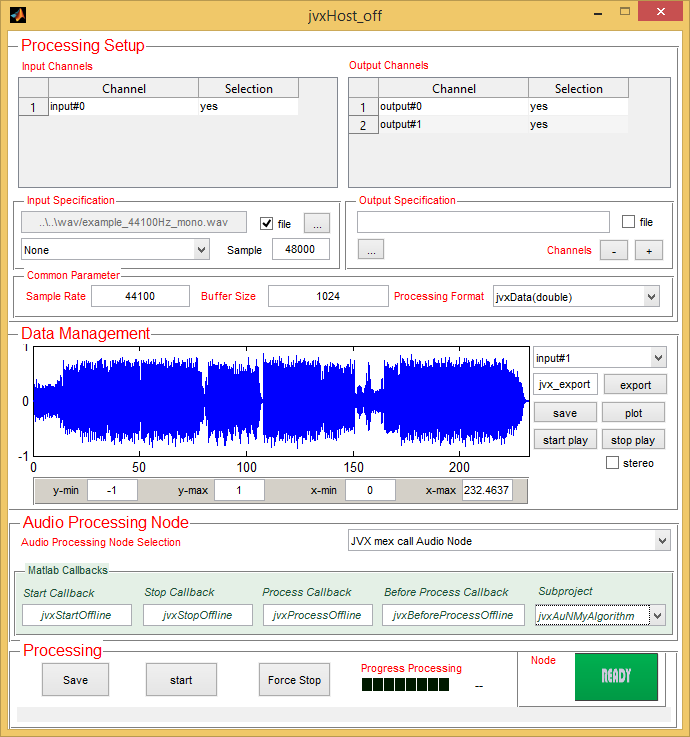 jvxHost_off
Processing Setup
Input Channels
Output Channels
Channel Selection
1 input#0 yes
Channel Selection
1 output#0 yes
2 output#1 yes
Input Specification
..\..\wav/example_44100Hz_mono.wav file ...
None Sample 48000
Output Specification
file
... Channels - +
Common Parameter
Sample Rate 44100 Buffer Size 1024 Processing Format jvxData(double)
Data Management
1
0
-1
0 50 100 150 200
y-min -1 y-max 1 x-min 0 x-max 232.4637
input#1
jvx_export export
save plot
start play stop play
stereo
Audio Processing Node
Audio Processing Node Selection JVX mex call Audio Node
Matlab Callbacks
Start Callback Stop Callback Process Callback Before Process Callback Subproject
jvxStartOffline jvxStopOffline jvxProcessOffline jvxBeforeProcessOffline jvxAuNMyAlgorithm
Processing
Save start Force Stop
Progress Processing
--
Node
READY